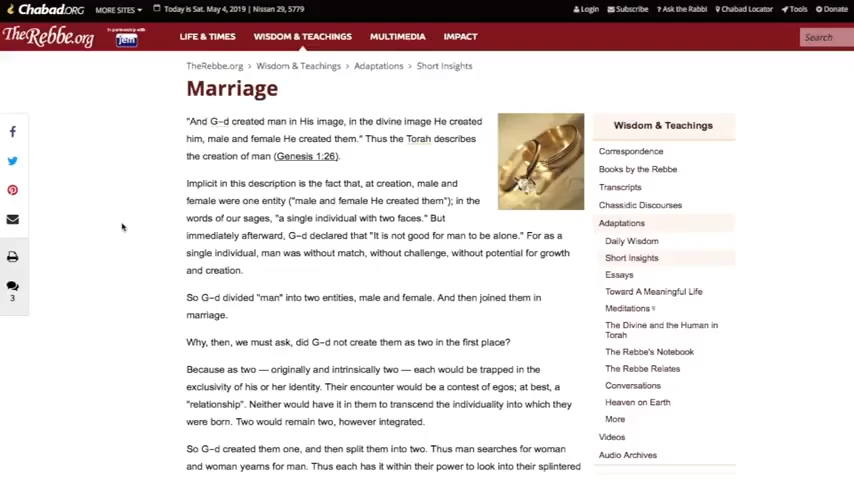 Chabad.ORG MORE SITES Today is Sat. May 4, 2019 | Nissan 29, 5779 Login Subscribe ? Ask the Rabbi Chabad Locator Tools Donate
TheRebbe.org In partnership with jem LIFE & TIMES WISDOM & TEACHINGS MULTIMEDIA IMPACT Search
TheRebbe.org > Wisdom & Teachings > Adaptations > Short Insights
Marriage
"And G–d created man in His image, in the divine image He created
him, male and female He created them." Thus the Torah describes
the creation of man (Genesis 1:26).
Implicit in this description is the fact that, at creation, male and
female were one entity ("male and female He created them"); in the
words of our sages, "a single individual with two faces." But
immediately afterward, G–d declared that "It is not good for man to be alone." For as a
single individual, man was without match, without challenge, without potential for growth
and creation.
So G–d divided "man" into two entities, male and female. And then joined them in
marriage.
Why, then, we must ask, did G–d not create them as two in the first place?
Because as two — originally and intrinsically two — each would be trapped in the
exclusivity of his or her identity. Their encounter would be a contest of egos; at best, a
"relationship". Neither would have it in them to transcend the individuality into which they
were born. Two would remain two, however integrated.
So G–d created them one, and then split them into two. Thus man searches for woman
and woman yearns for man. Thus each has it within their power to look into their splintered
3
Wisdom & Teachings
Correspondence
Books by the Rebbe
Transcripts
Chassidic Discourses
Adaptations
Daily Wisdom
Short Insights
Essays
Toward A Meaningful Life
Meditations
The Divine and the Human in
Torah
The Rebbe's Notebook
The Rebbe Relates
Conversations
Heaven on Earth
More
Videos
Audio Archives